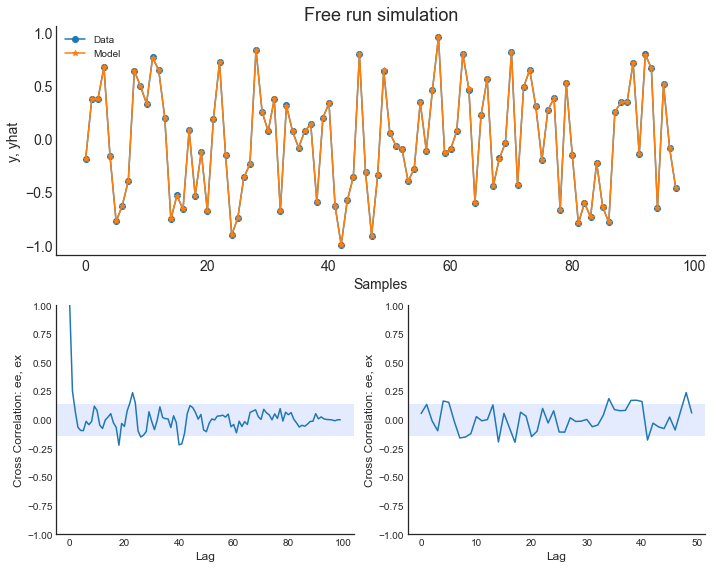 Free run simulation
Data
Model
y, yhat
1.0
0.5
0.0
−0.5
−1.0
0 20 40 60 80 100
Samples
Cross Correlation: ee, ex
1.00
0.75
0.50
0.25
0.00
−0.25
−0.50
−0.75
−1.00
0 20 40 60 80 100
Lag
Cross Correlation: ee, ex
1.00
0.75
0.50
0.25
0.00
−0.25
−0.50
−0.75
−1.00
0 10 20 30 40 50
Lag